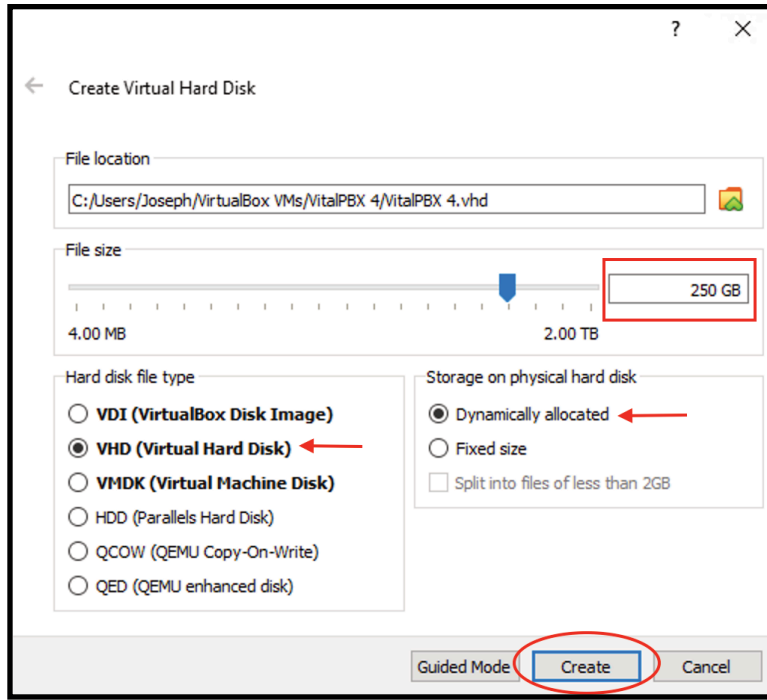 ?
Create Virtual Hard Disk
File location
C:/Users/Joseph/VirtualBox VMs/VitalPBX 4/VitalPBX 4.vhd
File size
250 GB
4.00 MB 2.00 TB
Hard disk file type
VDI (VirtualBox Disk Image)
VHD (Virtual Hard Disk)
VMDK (Virtual Machine Disk)
HDD (Parallels Hard Disk)
QCOW (QEMU Copy-On-Write)
QED (QEMU enhanced disk)
Storage on physical hard disk
Dynamically allocated
Fixed size
Split into files of less than 2GB
Guided Mode Create Cancel